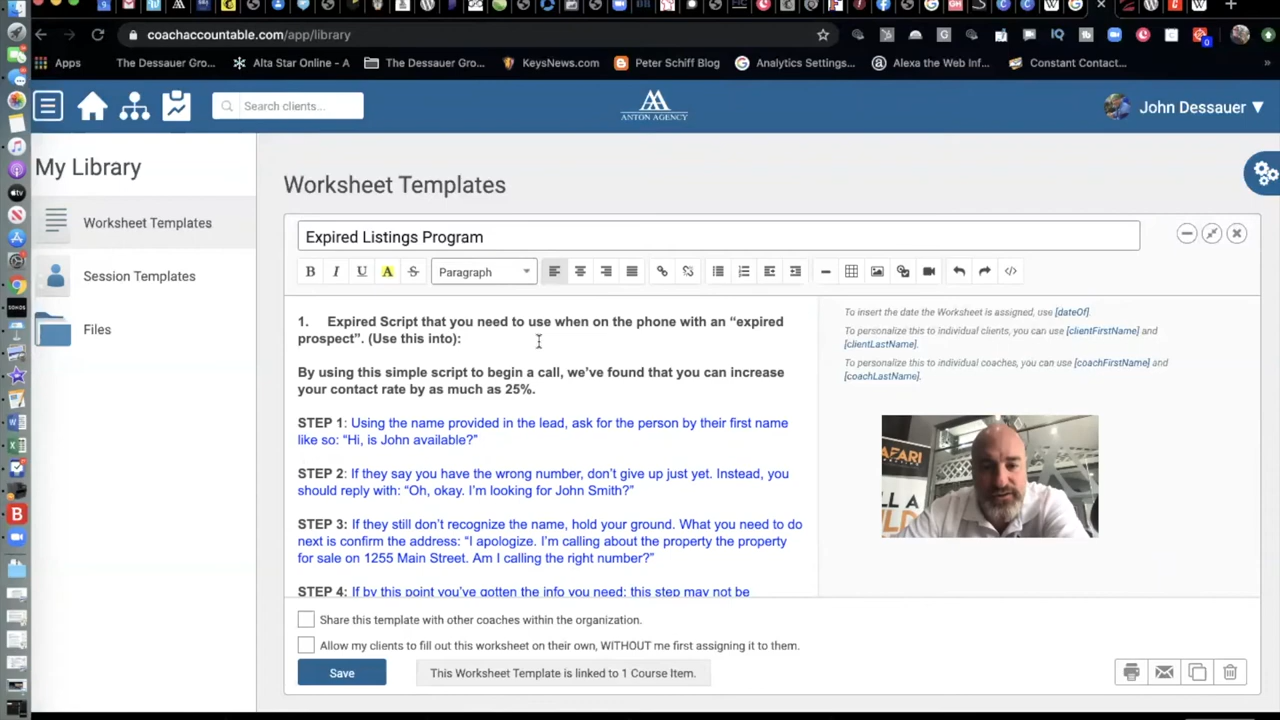 coachaccountable.com/app/library
Apps
The Dessauer Gro...
Alta Star Online - A
The Dessauer Gro...
KeysNews.com
Peter Schiff Blog
Analytics Settings...
Alexa the Web Inf...
Constant Contact...
»
Search clients...
ANTON AGENCY
John Dessauer ▼
My Library
Worksheet Templates
Session Templates
Files
Worksheet Templates
Expired Listings Program
B I U A S
Paragraph
1. Expired Script that you need to use when on the phone with an “expired
prospect”. (Use this into):
By using this simple script to begin a call, we’ve found that you can increase
your contact rate by as much as 25%.
STEP 1: Using the name provided in the lead, ask for the person by their first name
like so: “Hi, is John available?”
STEP 2: If they say you have the wrong number, don’t give up just yet. Instead, you
should reply with: “Oh, okay. I’m looking for John Smith?”
STEP 3: If they still don’t recognize the name, hold your ground. What you need to do
next is confirm the address: “I apologize. I’m calling about the property the property
for sale on 1255 Main Street. Am I calling the right number?”
STEP 4: If by this point you’ve gotten the info you need; this step may not be
To insert the date the Worksheet is assigned, use [dateOf].
To personalize this to individual clients, you can use [clientFirstName] and
[clientLastName].
To personalize this to individual coaches, you can use [coachFirstName] and
[coachLastName].
Share this template with other coaches within the organization.
Allow my clients to fill out this worksheet on their own, WITHOUT me first assigning it to them.
Save
This Worksheet Template is linked to 1 Course Item.